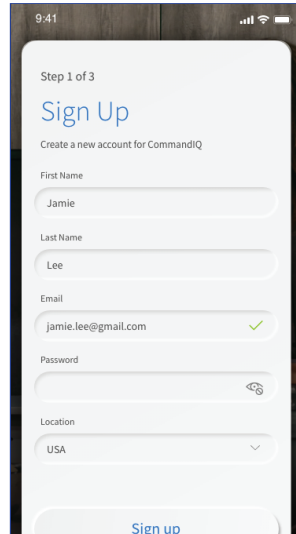 9:41
Step 1 of 3
Sign Up
Create a new account for CommandIQ
First Name
Jamie
Last Name
Lee
Email
jamie.lee@gmail.com
Password
Location
USA
Sign up